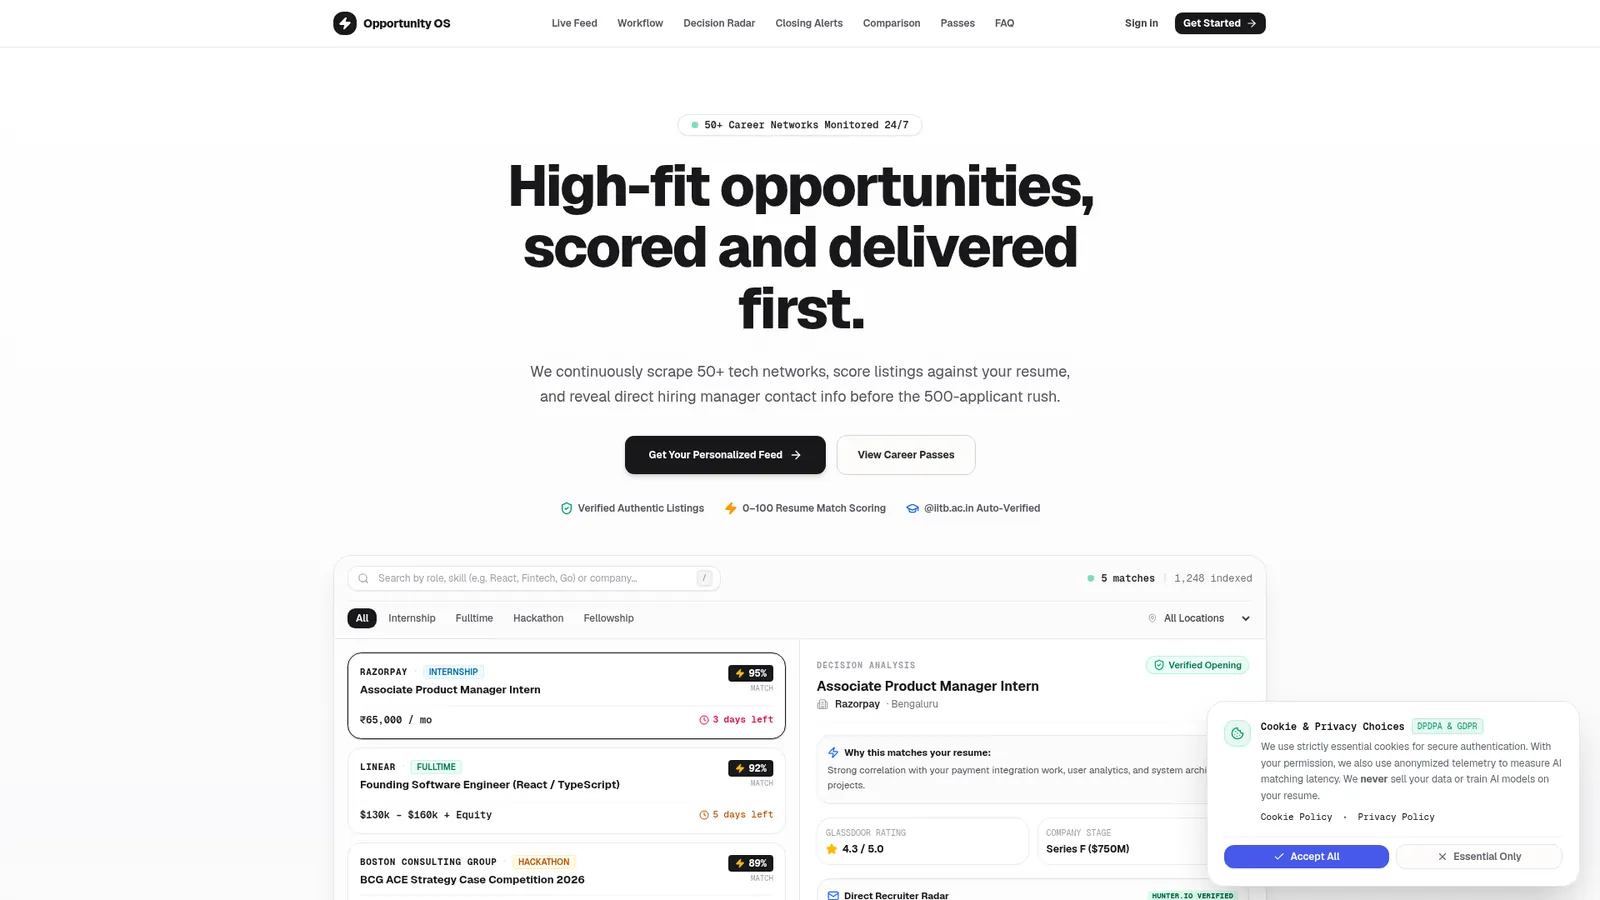 Opportunity OS
Live Feed
Workflow
Decision Radar
Closing Alerts
Comparison
Passes
FAQ
Sign in
Get Started
50+ Career Networks Monitored 24/7
High-fit opportunities,
scored and delivered
first.
We continuously scrape 50+ tech networks, score listings against your resume,
and reveal direct hiring manager contact info before the 500-applicant rush.
Get Your Personalized Feed
View Career Passes
Verified Authentic Listings
0–100 Resume Match Scoring
@iitb.ac.in Auto-Verified
Search by role, skill (e.g. React, Fintech, Go) or company...
/
5 matches
1,248 indexed
All
Internship
Fulltime
Hackathon
Fellowship
All Locations
RAZORPAY · INTERNSHIP
95%
MATCH
Associate Product Manager Intern
₹65,000 / mo
3 days left
LINEAR · FULLTIME
92%
MATCH
Founding Software Engineer (React / TypeScript)
$130k – $160k + Equity
5 days left
BOSTON CONSULTING GROUP · HACKATHON
89%
MATCH
BCG ACE Strategy Case Competition 2026
DECISION ANALYSIS
Verified Opening
Associate Product Manager Intern
Razorpay · Bengaluru
Why this matches your resume:
Strong correlation with your payment integration work, user analytics, and system archi
projects.
GLASSDOOR RATING
4.3 / 5.0
COMPANY STAGE
Series F ($750M)
Direct Recruiter Radar
HUNTER.IO VERIFIED
Cookie & Privacy Choices
DPDPA & GDPR
We use strictly essential cookies for secure authentication. With
your permission, we also use anonymized telemetry to measure AI
matching latency. We never sell your data or train AI models on
your resume.
Cookie Policy · Privacy Policy
Accept All
Essential Only